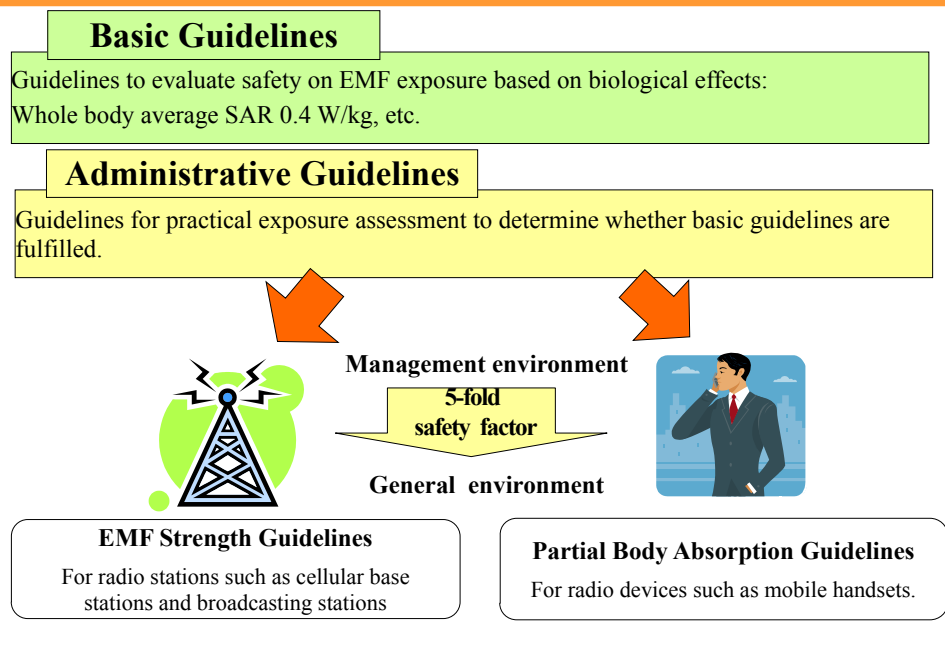 Basic Guidelines
Guidelines to evaluate safety on EMF exposure based on biological effects:
Whole body average SAR 0.4 W/kg, etc.
Administrative Guidelines
Guidelines for practical exposure assessment to determine whether basic guidelines are
fulfilled.
Management environment
5-fold
safety factor
General environment
EMF Strength Guidelines
For radio stations such as cellular base
stations and broadcasting stations
Partial Body Absorption Guidelines
For radio devices such as mobile handsets.